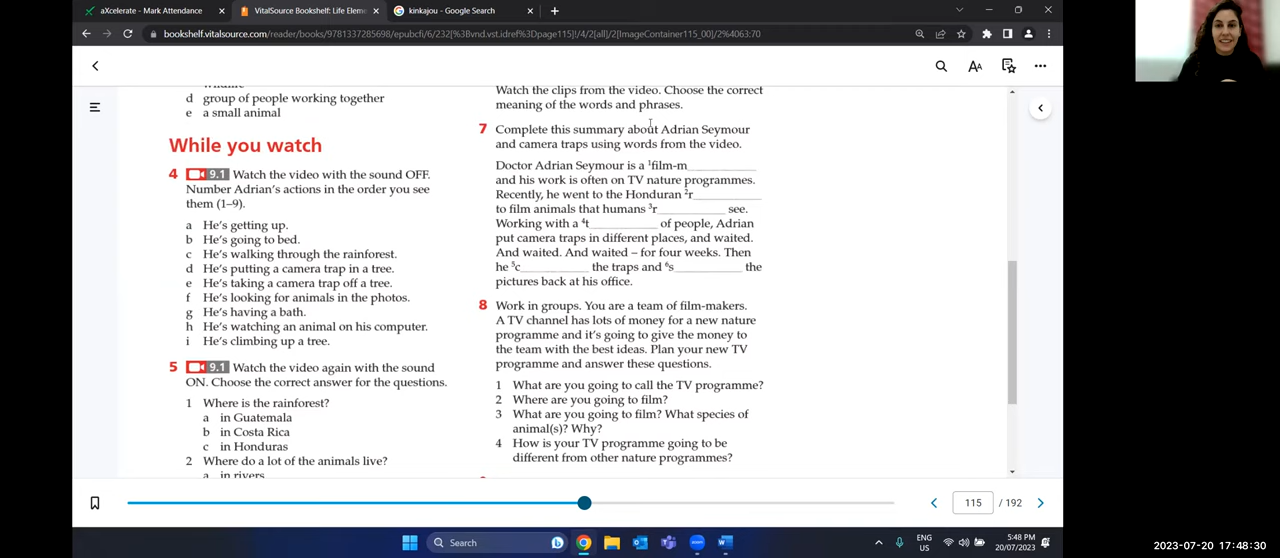 aXcelerate - Mark Attendance
VitalSource Bookshelf: Life Elem
kinkajou - Google Search
bookshelf.vitalsource.com/reader/books/9781337285698/epubcfi/6/232[%3Bvnd.vst.idref%3Dpage115]!/4/2[all]/2[ImageContainer115_00]/2%4063:70
wildlife
d group of people working together
e a small animal
While you watch
4 9.1 Watch the video with the sound OFF.
Number Adrian's actions in the order you see
them (1–9).
a He's getting up.
b He's going to bed.
c He's walking through the rainforest.
d He's putting a camera trap in a tree.
e He's taking a camera trap off a tree.
f He's looking for animals in the photos.
g He's having a bath.
h He's watching an animal on his computer.
i He's climbing up a tree.
5 9.1 Watch the video again with the sound
ON. Choose the correct answer for the questions.
1 Where is the rainforest?
a in Guatemala
b in Costa Rica
c in Honduras
2 Where do a lot of the animals live?
a in rivers
Watch the clips from the video. Choose the correct
meaning of the words and phrases.
7 Complete this summary about Adrian Seymour
and camera traps using words from the video.
Doctor Adrian Seymour is a ¹film-m____________
and his work is often on TV nature programmes.
Recently, he went to the Honduran ²r____________
to film animals that humans ³r____________ see.
Working with a ⁴t____________ of people, Adrian
put camera traps in different places, and waited.
And waited. And waited – for four weeks. Then
he ⁵c____________ the traps and ⁶s____________ the
pictures back at his office.
8 Work in groups. You are a team of film-makers.
A TV channel has lots of money for a new nature
programme and it's going to give the money to
the team with the best ideas. Plan your new TV
programme and answer these questions.
1 What are you going to call the TV programme?
2 Where are you going to film?
3 What are you going to film? What species of
animal(s)? Why?
4 How is your TV programme going to be
different from other nature programmes?
115 / 192
Search
ENG
US
5:48 PM
20/07/2023
2023-07-20 17:48:30